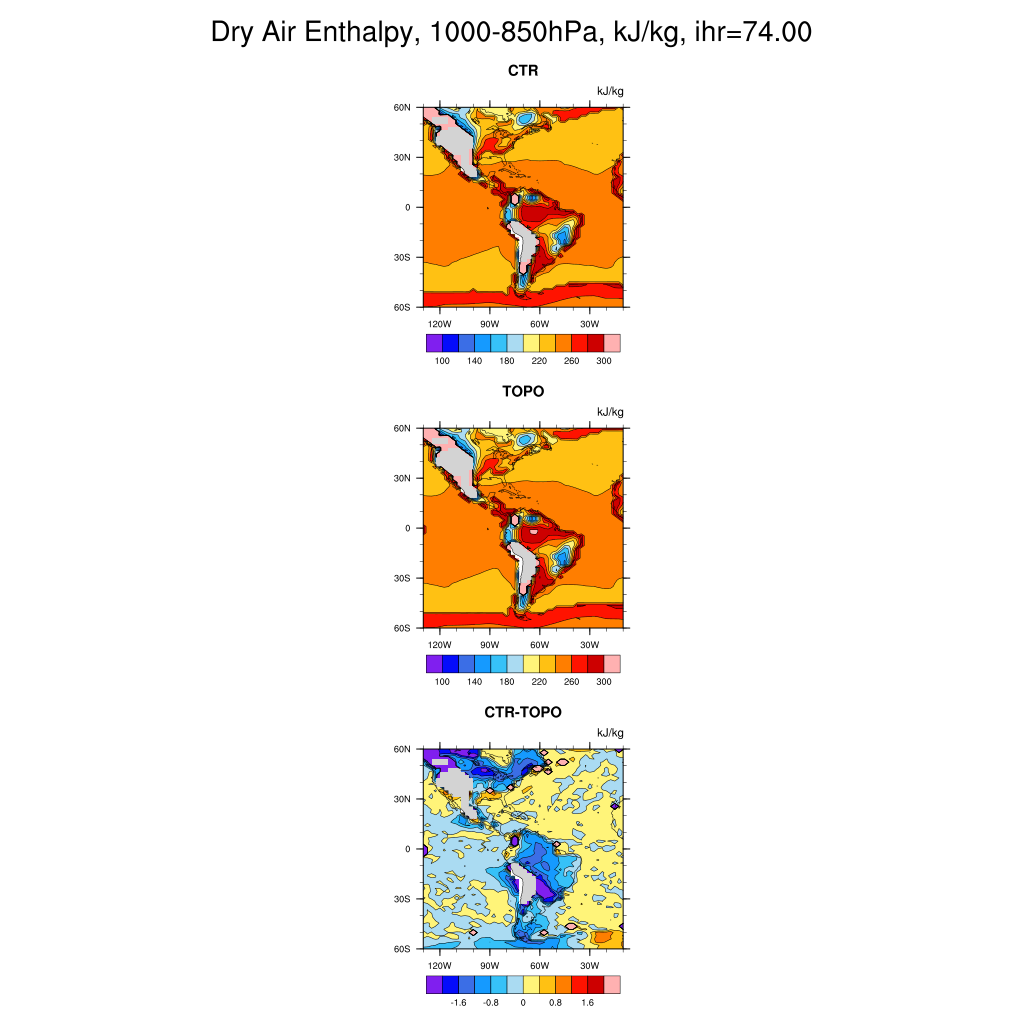 Dry Air Enthalpy, 1000-850hPa, kJ/kg, ihr=74.00
CTR
kJ/kg
60N
30N
0
30S
60S
120W 90W 60W 30W
100 140 180 220 260 300
TOPO
kJ/kg
60N
30N
0
30S
60S
120W 90W 60W 30W
100 140 180 220 260 300
CTR-TOPO
kJ/kg
60N
30N
0
30S
60S
120W 90W 60W 30W
-1.6 -0.8 0 0.8 1.6